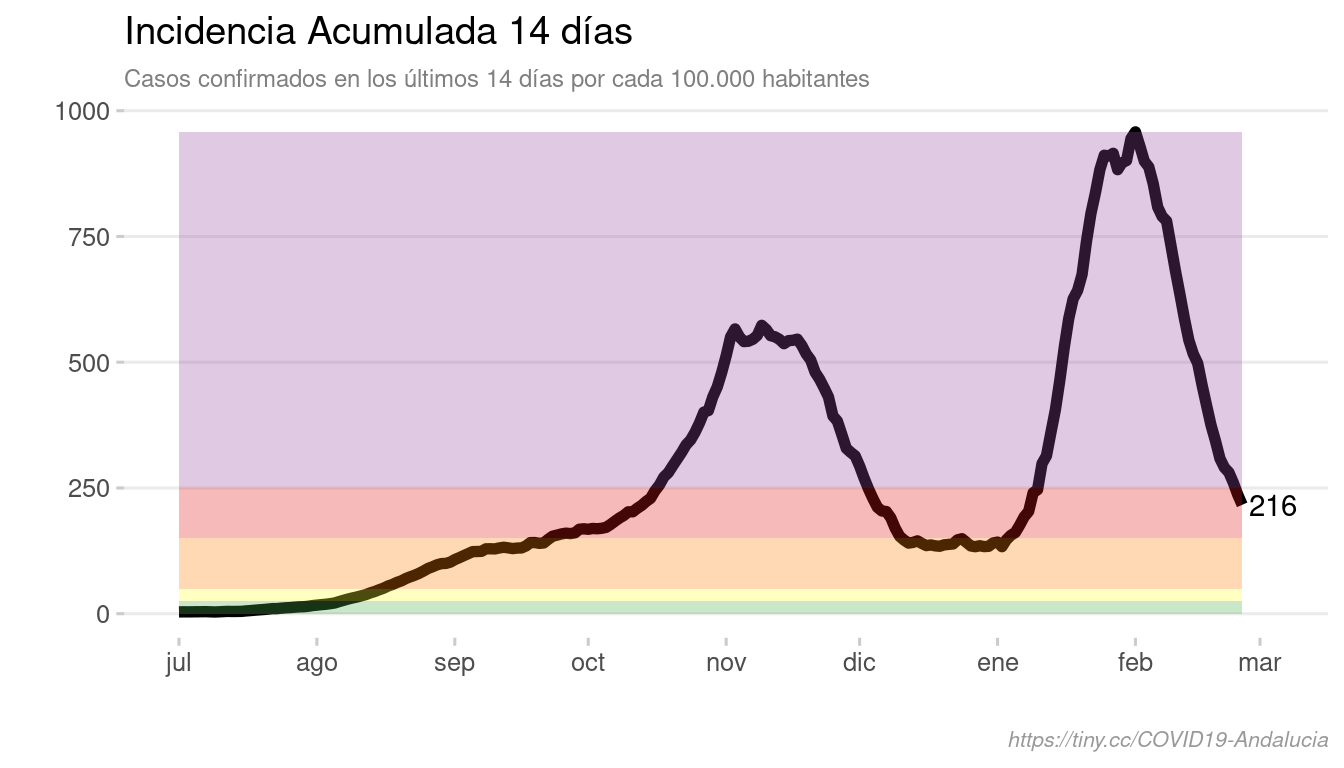 Incidencia Acumulada 14 días
Casos confirmados en los últimos 14 días por cada 100.000 habitantes
1000
750
500
250
0
216
jul ago sep oct nov dic ene feb mar
https://tiny.cc/COVID19-Andalucia